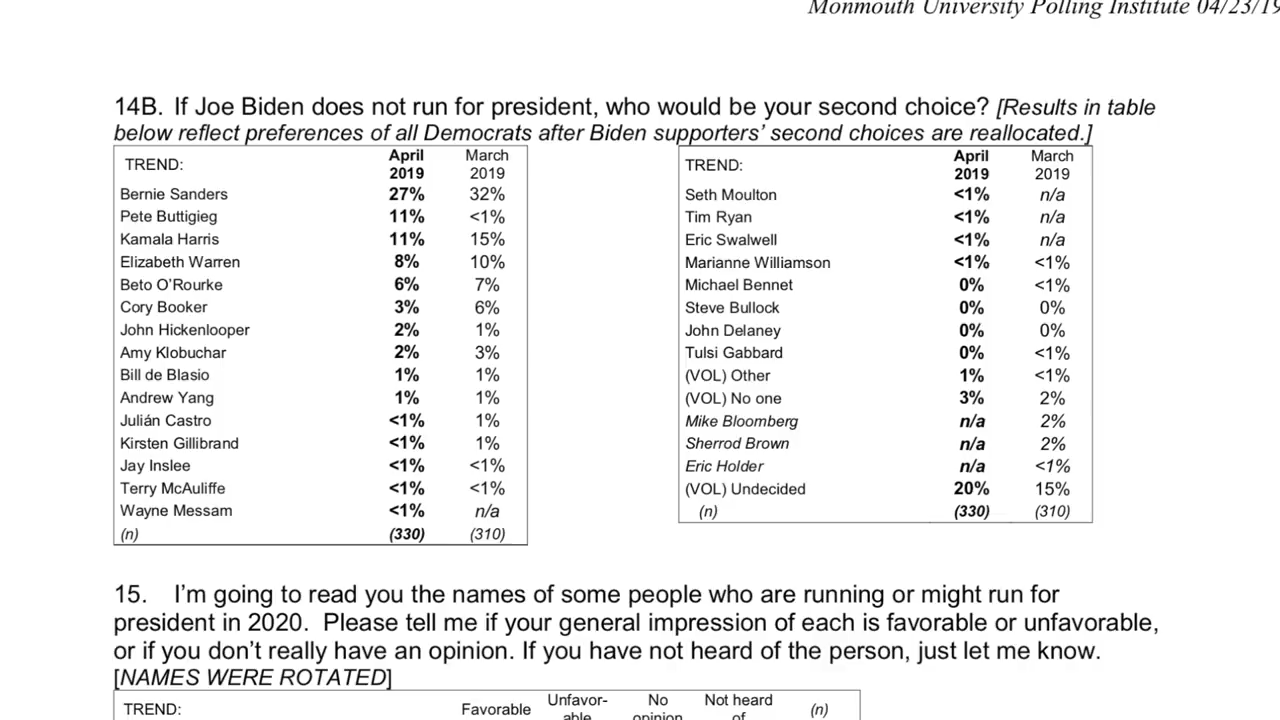 Monmouth University Polling Institute 04/23/19
14B. If Joe Biden does not run for president, who would be your second choice? [Results in table
below reflect preferences of all Democrats after Biden supporters’ second choices are reallocated.]
TREND: April 2019 March 2019
Bernie Sanders 27% 32%
Pete Buttigieg 11% <1%
Kamala Harris 11% 15%
Elizabeth Warren 8% 10%
Beto O’Rourke 6% 7%
Cory Booker 3% 6%
John Hickenlooper 2% 1%
Amy Klobuchar 2% 3%
Bill de Blasio 1% 1%
Andrew Yang 1% 1%
Julián Castro <1% 1%
Kirsten Gillibrand <1% 1%
Jay Inslee <1% <1%
Terry McAuliffe <1% <1%
Wayne Messam <1% n/a
(n) (330) (310)
TREND: April 2019 March 2019
Seth Moulton <1% n/a
Tim Ryan <1% n/a
Eric Swalwell <1% n/a
Marianne Williamson <1% <1%
Michael Bennet 0% <1%
Steve Bullock 0% 0%
John Delaney 0% 0%
Tulsi Gabbard 0% <1%
(VOL) Other 1% <1%
(VOL) No one 3% 2%
Mike Bloomberg n/a 2%
Sherrod Brown n/a 2%
Eric Holder n/a <1%
(VOL) Undecided 20% 15%
(n) (330) (310)
15. I’m going to read you the names of some people who are running or might run for
president in 2020. Please tell me if your general impression of each is favorable or unfavorable,
or if you don’t really have an opinion. If you have not heard of the person, just let me know.
[NAMES WERE ROTATED]
TREND: Favorable Unfavor-able No opinion Not heard of (n)